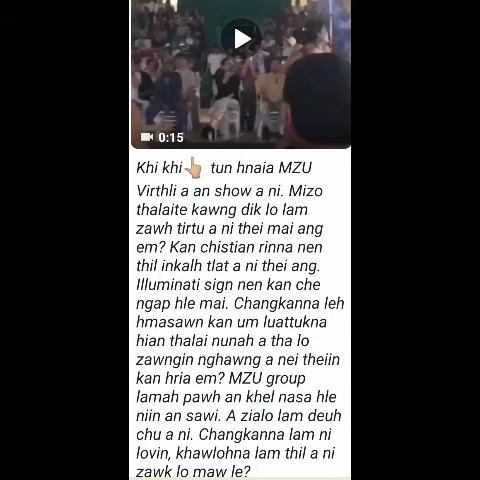 0:15
Khi khi👆🏼 tun hnaia MZU
Virthli a an show a ni. Mizo
thalaite kawng dik lo lam
zawh tirtu a ni thei mai ang
em? Kan chistian rinna nen
thil inkalh tlat a ni thei ang.
Illuminati sign nen kan che
ngap hle mai. Changkanna leh
hmasawn kan um luattukna
hian thalai nunah a tha lo
zawngin nghawng a nei theiin
kan hria em? MZU group
lamah pawh an khel nasa hle
niin an sawi. A zialo lam deuh
chu a ni. Changkanna lam ni
lovin, khawlohna lam thil a ni
zawk lo maw le?